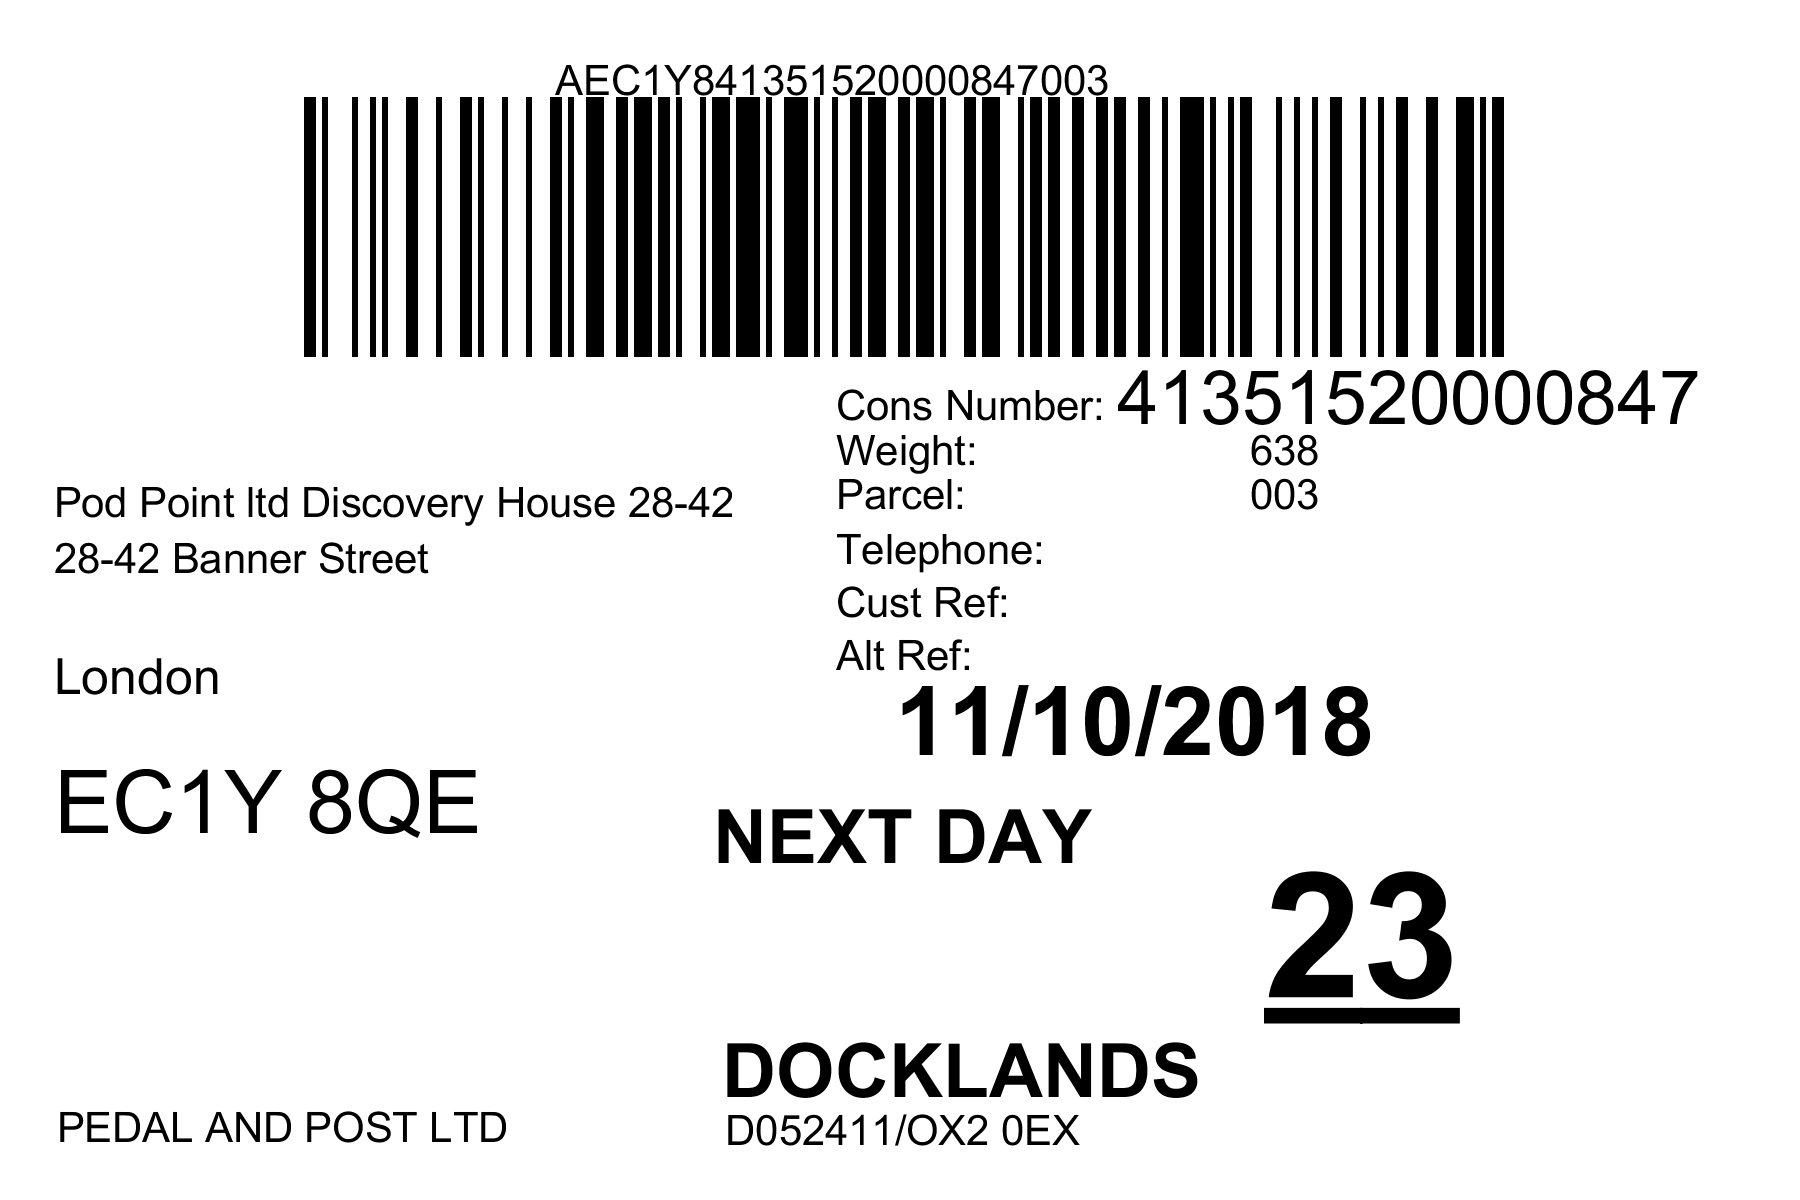 AEC1Y841351520000847003
Cons Number: 41351520000847
Weight: 638
Parcel: 003
Telephone:
Cust Ref:
Alt Ref:
Pod Point ltd Discovery House 28-42
28-42 Banner Street
London
EC1Y 8QE
11/10/2018
NEXT DAY
23
DOCKLANDS
PEDAL AND POST LTD
D052411/OX2 0EX